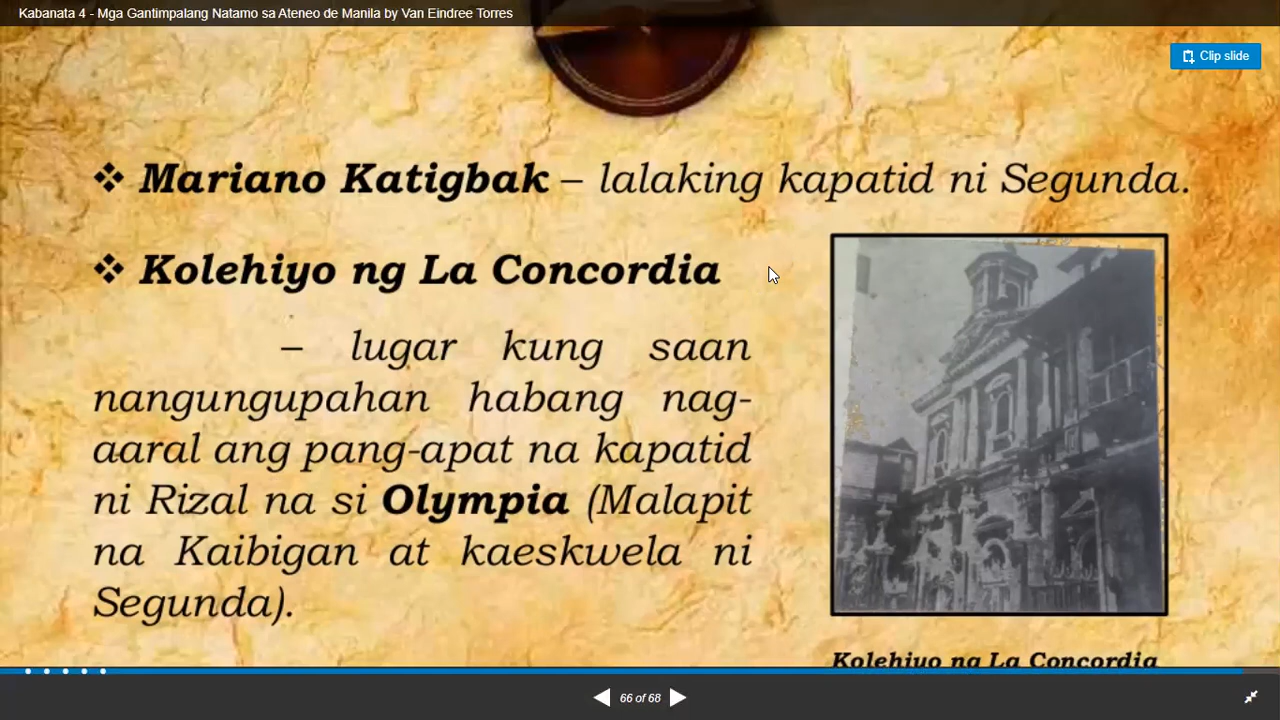 Kabanata 4 - Mga Gantimpalang Natamo sa Ateneo de Manila by Van Eindree Torres
Clip slide
❖ Mariano Katigbak – lalaking kapatid ni Segunda.
❖ Kolehiyo ng La Concordia
– lugar kung saan
nangungupahan habang nag-
aaral ang pang-apat na kapatid
ni Rizal na si Olympia (Malapit
na Kaibigan at kaeskwela ni
Segunda).
Kolehiyo ng La Concordia
66 of 68